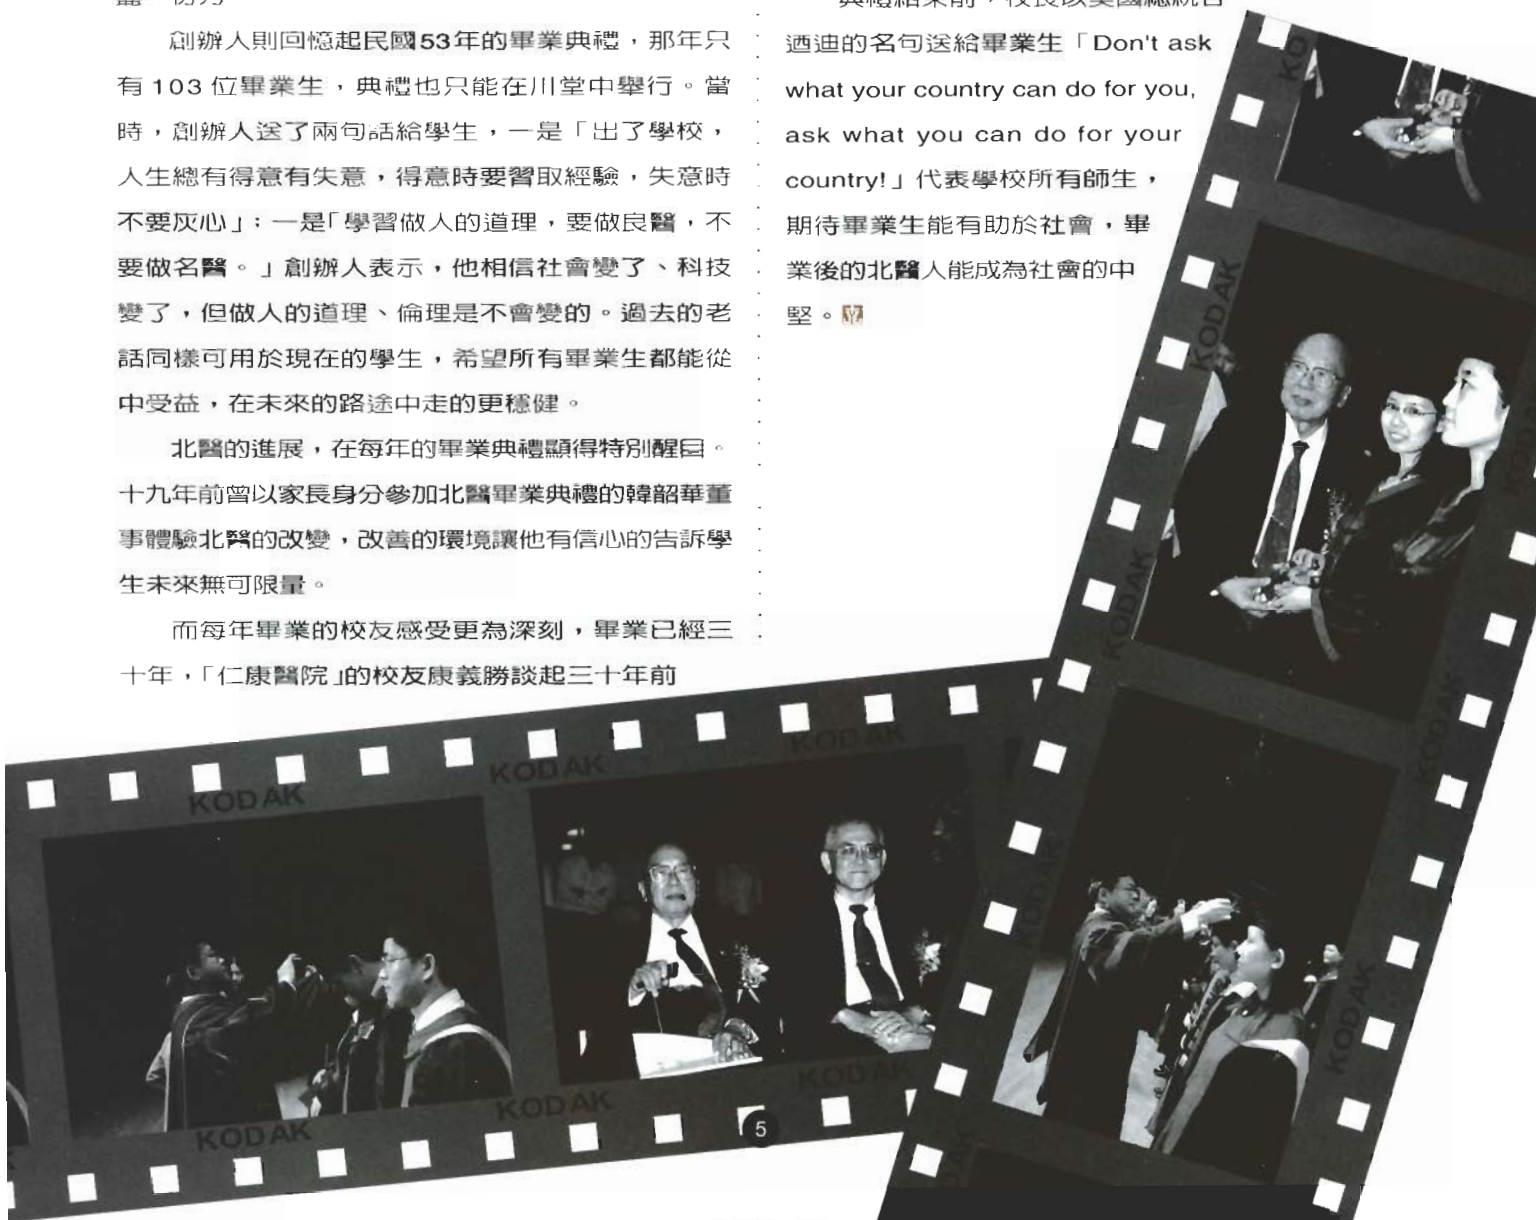 創辦人則回憶起民國53年的畢業典禮，那年只
有103位畢業生，典禮也只能在川堂中舉行。當
時，創辦人送了兩句話給學生，一是「出了學校，
人生總有得意有失意，得意時要習取經驗，失意時
不要灰心」；一是「學習做人的道理，要做良醫，不
要做名醫。」創辦人表示，他相信社會變了、科技
變了，但做人的道理、倫理是不會變的。過去的老
話同樣可用於現在的學生，希望所有畢業生都能從
中受益，在未來的路途中走的更穩健。
北醫的進展，在每年的畢業典禮顯得特別醒目。
十九年前曾以家長身分參加北醫畢業典禮的韓韶華董
事體驗北醫的改變，改善的環境讓他有信心的告訴學
生未來無可限量。
而每年畢業的校友感受更為深刻，畢業已經三
十年，「仁康醫院」的校友康義勝談起三十年前
典禮結束前，校長以美國總統甘
迺迪的名句送給畢業生「Don't ask
what your country can do for you,
ask what you can do for your
country!」代表學校所有師生，
期待畢業生能有助於社會，畢
業後的北醫人能成為社會的中
堅。
KODAK
KODAK
KODAK
KODAK
KODAK
KODAK
KODAK
KODAK
KODAK
KODAK
KODAK
5